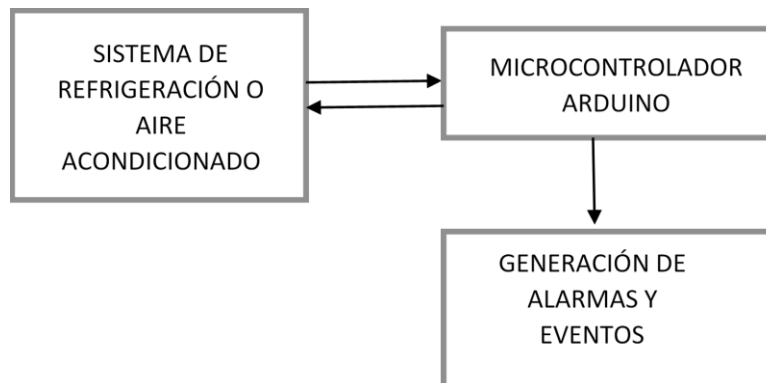 SISTEMA DE
REFRIGERACIÓN O
AIRE
ACONDICIONADO
MICROCONTROLADOR
ARDUINO
GENERACIÓN DE
ALARMAS Y
EVENTOS